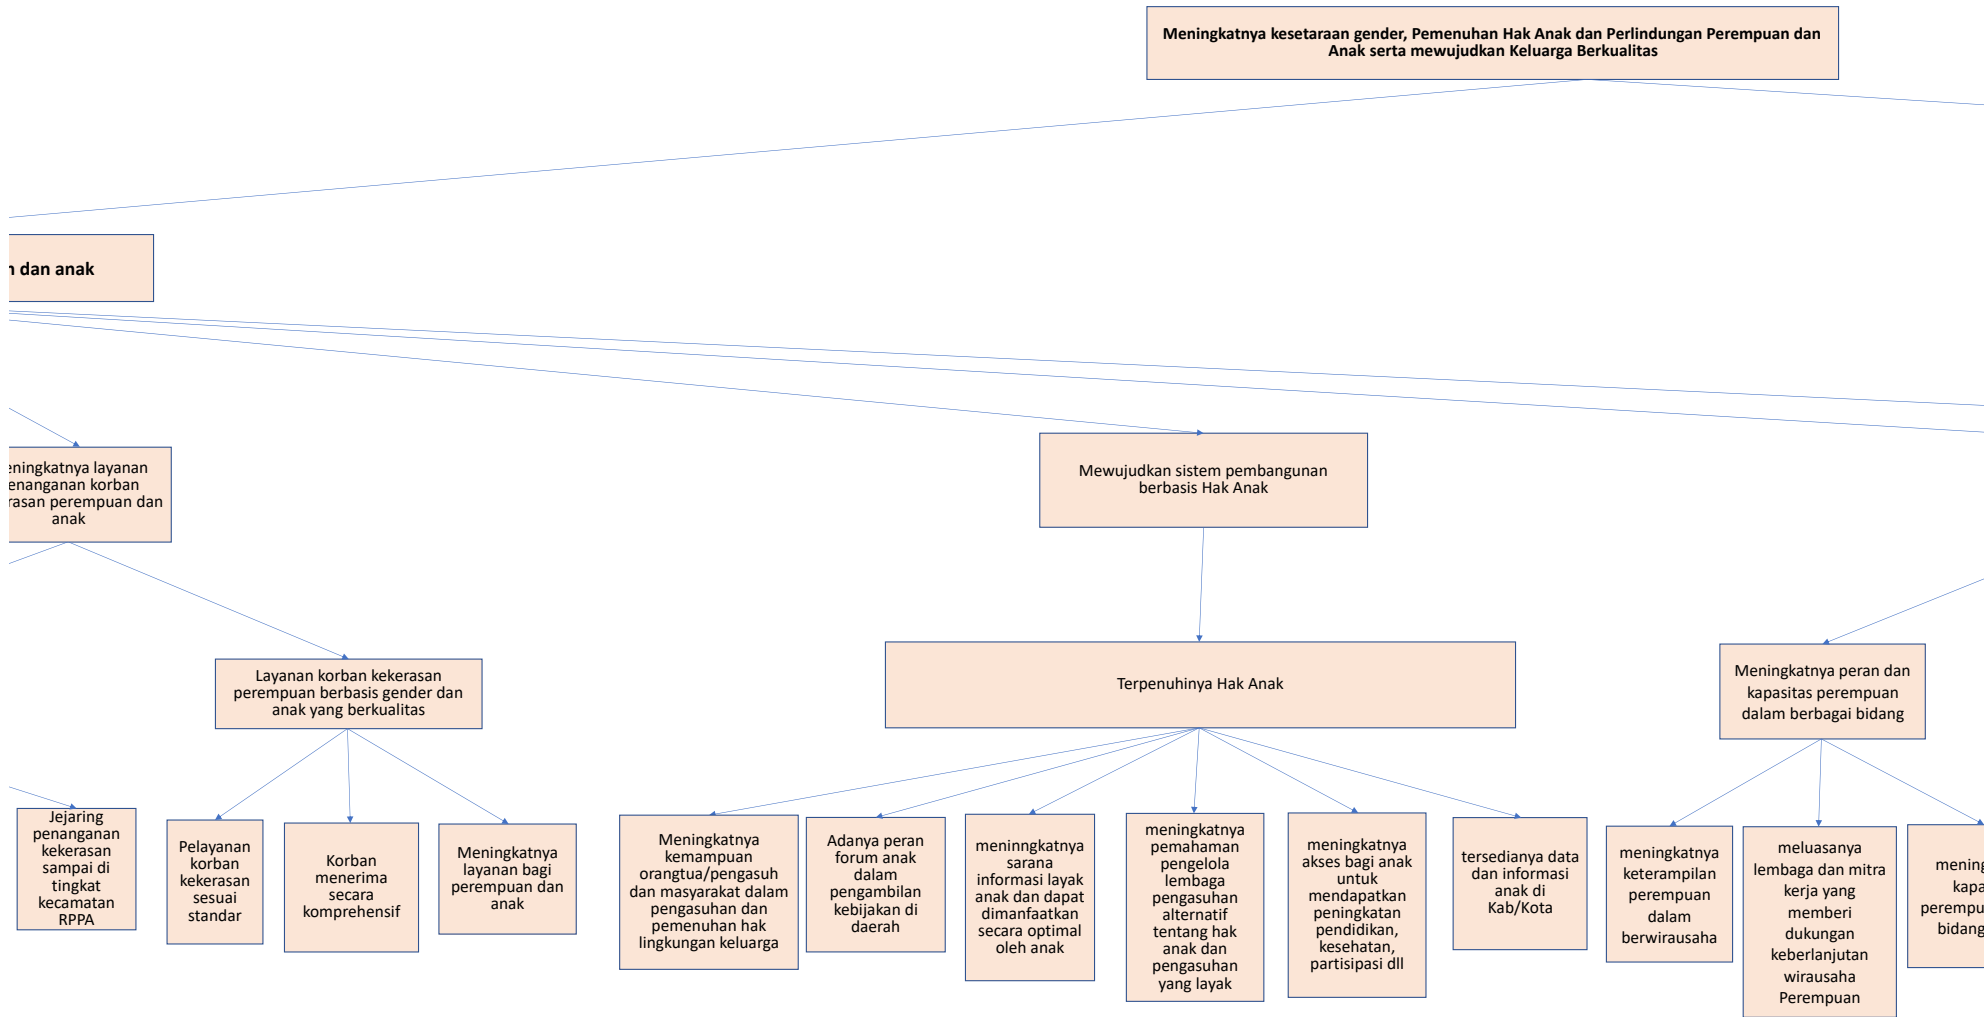 Meningkatnya kesetaraan gender, Pemenuhan Hak Anak dan Perlindungan Perempuan dan
Anak serta mewujudkan Keluarga Berkualitas
dan anak
layanan
korban
perempuan dan
anak
Mewujudkan sistem pembangunan
berbasis Hak Anak
Layanan korban kekerasan
perempuan berbasis gender dan
anak yang berkualitas
Terpenuhinya Hak Anak
Meningkatnya peran dan
kapasitas perempuan
dalam berbagai bidang
Jejaring
penanganan
kekerasan
sampai di
tingkat
kecamatan
RPPA
Pelayanan
korban
kekerasan
sesuai
standar
Korban
menerima
secara
komprehensif
Meningkatnya
layanan bagi
perempuan dan
anak
Meningkatnya
kemampuan
orangtua/pengasuh
dan masyarakat dalam
pengasuhan dan
pemenuhan hak
lingkungan keluarga
Adanya peran
forum anak
dalam
pengambilan
kebijakan di
daerah
meninngkatnya
sarana
informasi layak
anak dan dapat
dimanfaatkan
secara optimal
oleh anak
meningkatnya
pemahaman
pengelola
lembaga
pengasuhan
alternatif
tentang hak
anak dan
pengasuhan
yang layak
meningkatnya
akses bagi anak
untuk
mendapatkan
peningkatan
pendidikan,
kesehatan,
partisipasi dll
tersedianya data
dan informasi
anak di
Kab/Kota
meningkatnya
keterampilan
perempuan
dalam
berwirausaha
meluasanya
lembaga dan mitra
kerja yang
memberi
dukungan
keberlanjutan
wirausaha
Perempuan
bidang